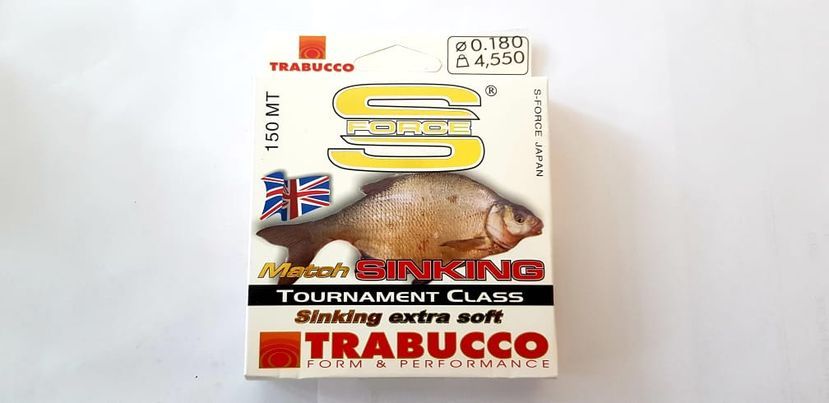 TRABUCCO
ø0.180
4,550
150 MT
S
FORCE
®
S-FORCE JAPAN
Match SINKING
TOURNAMENT CLASS
Sinking extra soft
TRABUCCO
FORM & PERFORMANCE